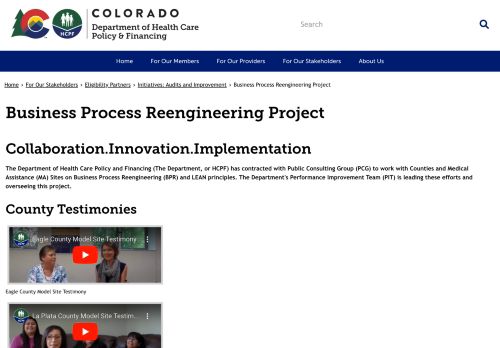 COLORADO
Department of Health Care
Policy & Financing
HCPF
Search
Home
For Our Members
For Our Providers
For Our Stakeholders
About Us
Home › For Our Stakeholders › Eligibility Partners › Initiatives: Audits and Improvement › Business Process Reengineering Project
Business Process Reengineering Project
Collaboration.Innovation.Implementation
The Department of Health Care Policy and Financing (The Department, or HCPF) has contracted with Public Consulting Group (PCG) to work with Counties and Medical
Assistance (MA) Sites on Business Process Reengineering (BPR) and LEAN principles. The Department's Performance Improvement Team (PIT) is leading these efforts and
overseeing this project.
County Testimonies
Eagle County Model Site Testimony
Eagle County Model Site Testimony
La Plata County Model Site Testim...